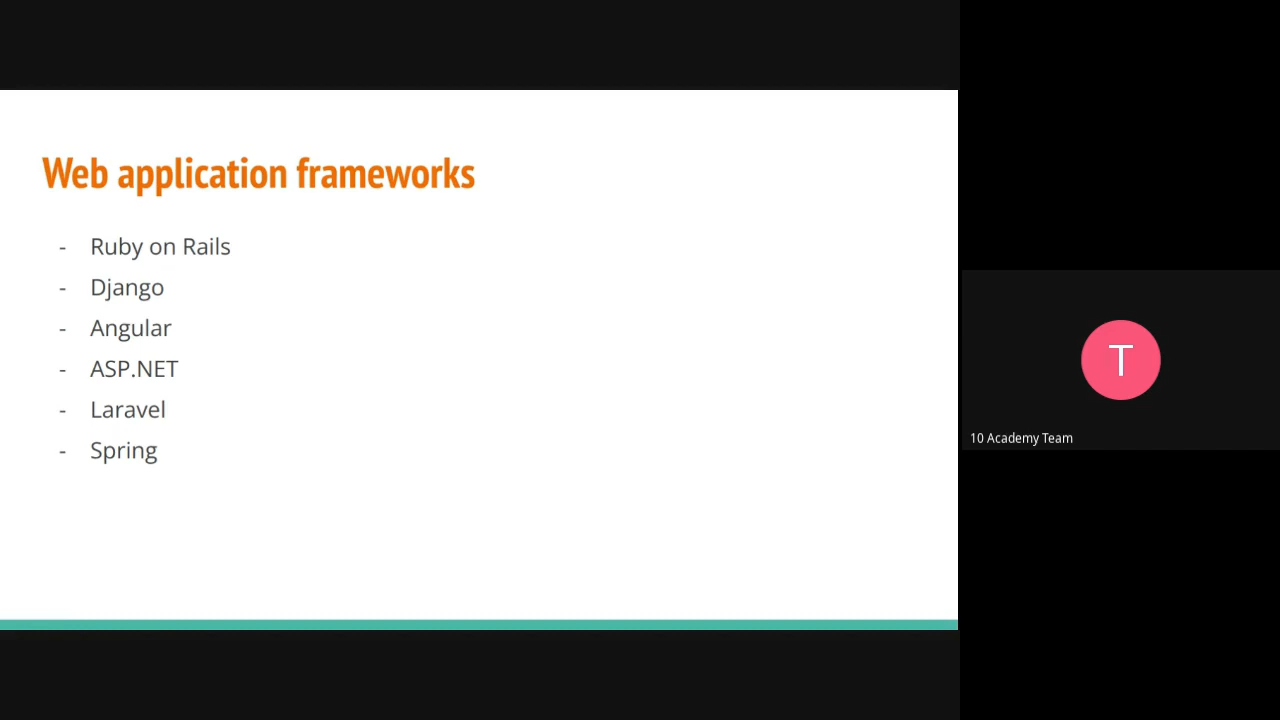 Web application frameworks
- Ruby on Rails
- Django
- Angular
- ASP.NET
- Laravel
- Spring
T
10 Academy Team